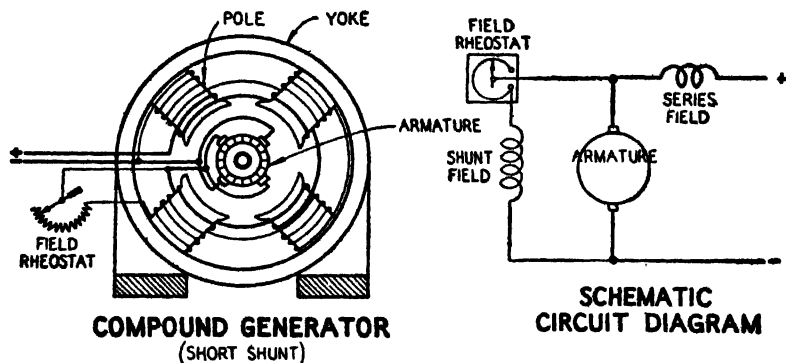 POLE
YOKE
ARMATURE
+
-
FIELD
RHEOSTAT
COMPOUND GENERATOR
(SHORT SHUNT)
FIELD
RHEOSTAT
SERIES
FIELD
+
SHUNT
FIELD
ARMATURE
-
SCHEMATIC
CIRCUIT DIAGRAM